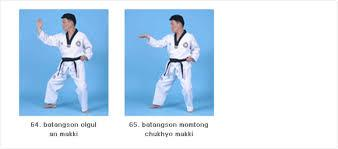 64. batangson olgul
an makki
65. batangson momtong
chukhyo makki